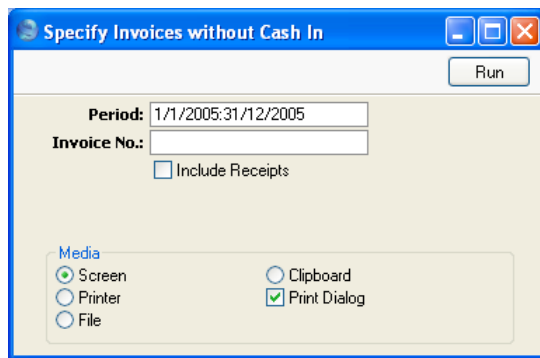 Specify Invoices without Cash In
Run
Period: 1/1/2005:31/12/2005
Invoice No.:
Include Receipts
Media
Screen Clipboard
Printer Print Dialog
File